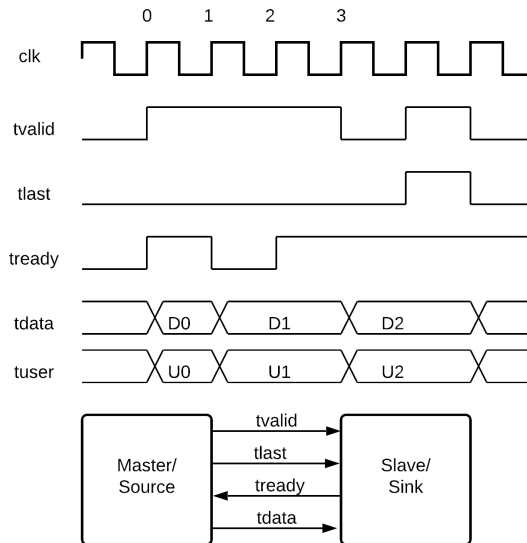 0 1 2 3
clk
tvalid
tlast
tready
tdata D0 D1 D2
tuser U0 U1 U2
Master/
Source
tvalid
tlast
tready
tdata
Slave/
Sink